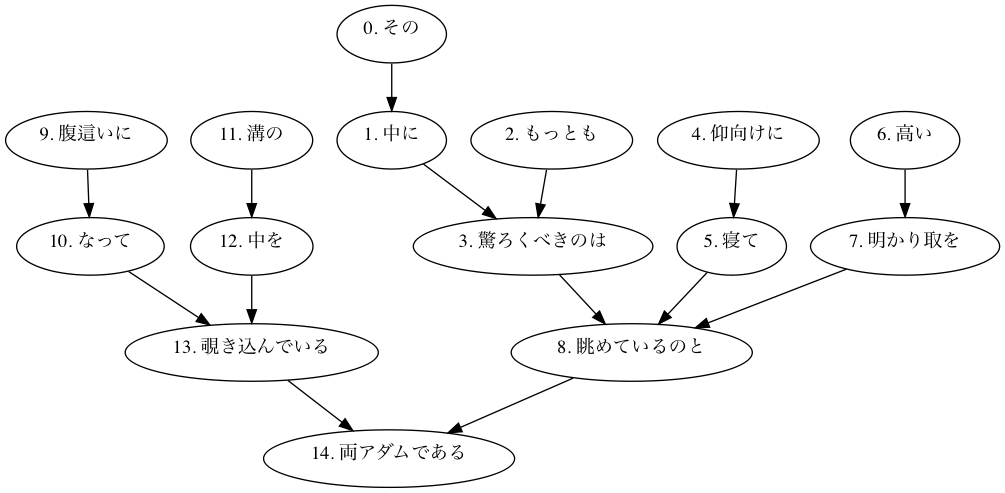 0. その
9. 腹這いに
11. 溝の
1. 中に
2. もっとも
4. 仰向けに
6. 高い
10. なって
12. 中を
3. 驚ろくべきのは
5. 寝て
7. 明かり取を
13. 覗き込んでいる
8. 眺めているのと
14. 両アダムである